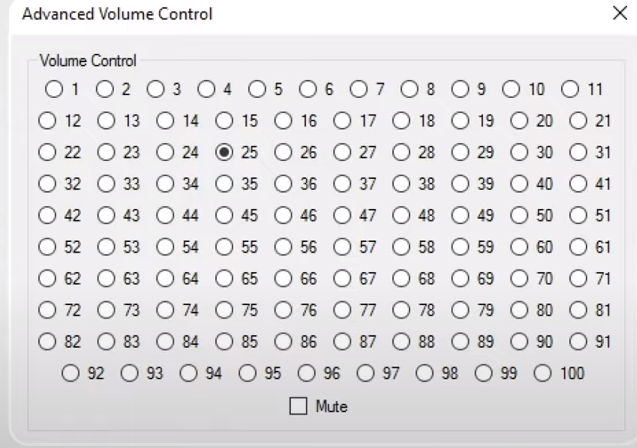 Advanced Volume Control
Volume Control
1 2 3 4 5 6 7 8 9 10 11
12 13 14 15 16 17 18 19 20 21
22 23 24 25 26 27 28 29 30 31
32 33 34 35 36 37 38 39 40 41
42 43 44 45 46 47 48 49 50 51
52 53 54 55 56 57 58 59 60 61
62 63 64 65 66 67 68 69 70 71
72 73 74 75 76 77 78 79 80 81
82 83 84 85 86 87 88 89 90 91
92 93 94 95 96 97 98 99 100
Mute